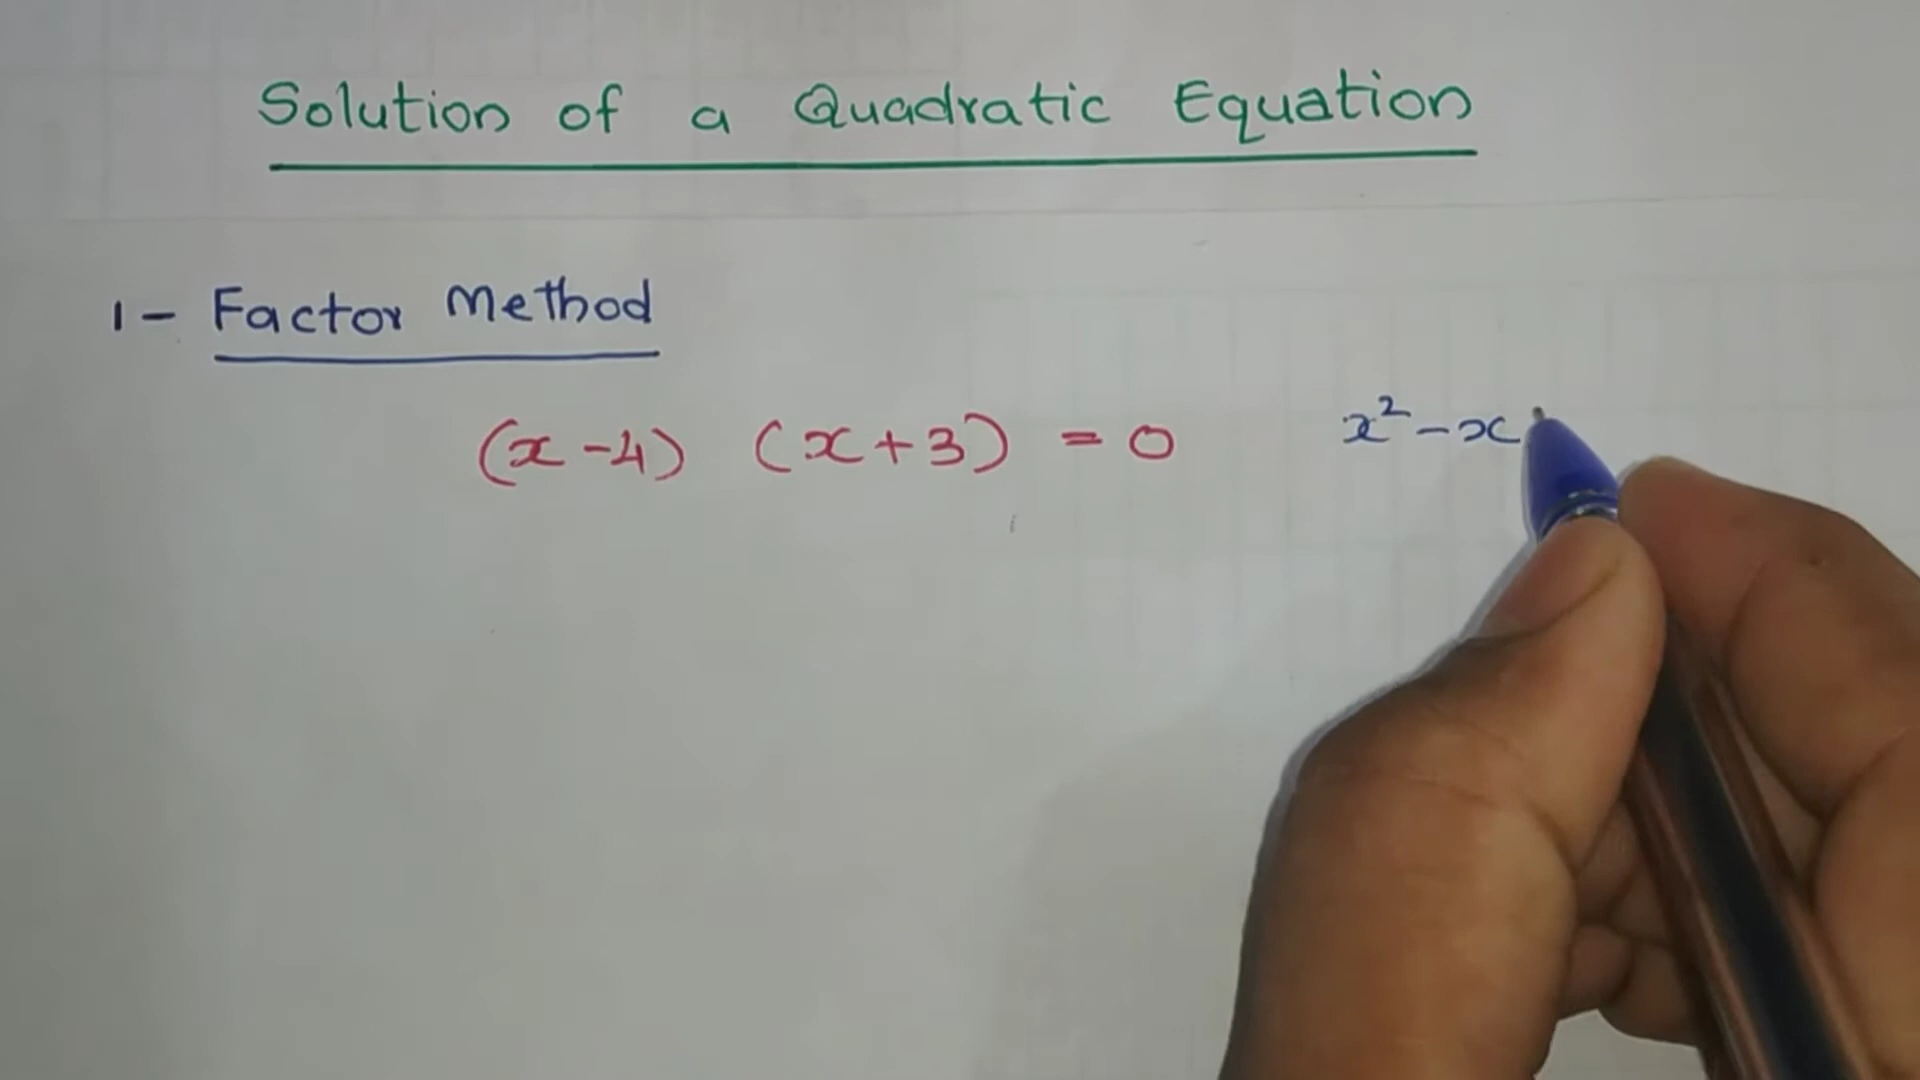 Solution of a Quadratic Equation
1- Factor Method
(x-4) (x+3) = 0
x² - x